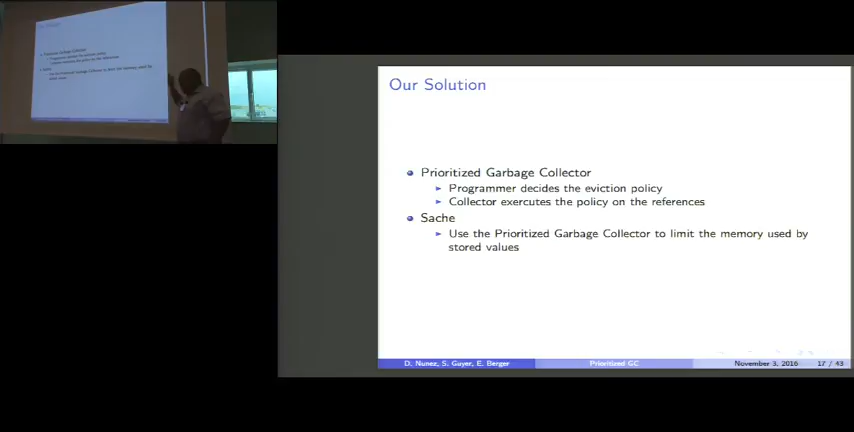 Our Solution
Prioritized Garbage Collector
Programmer decides the eviction policy
Collector exercutes the policy on the references
Sache
Use the Prioritized Garbage Collector to limit the memory used by
stored values
D. Nunez, S. Guyer, E. Berger
Prioritized GC
November 3, 2016
17 / 43